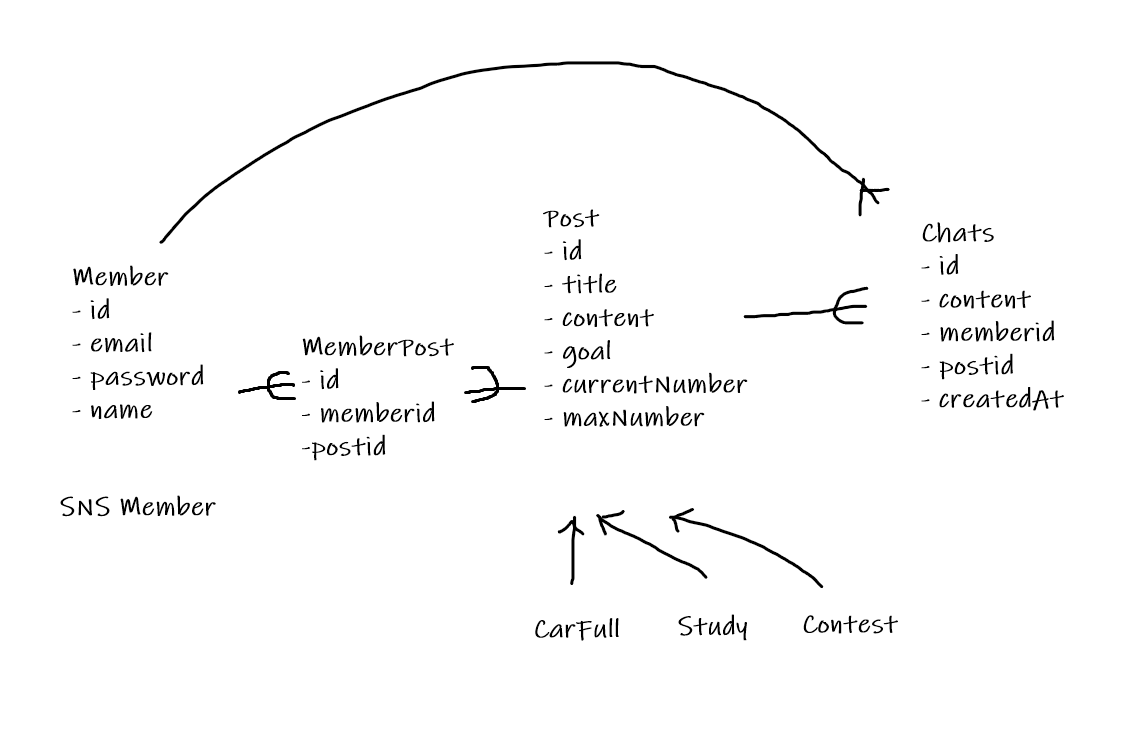 Member
- id
- email
- password
- name
SNS Member
MemberPost
- id
- memberid
-postid
Post
- id
- title
- content
- goal
- currentNumber
- maxNumber
Chats
- id
- content
- memberid
- postid
- createdAt
CarFull
Study
Contest